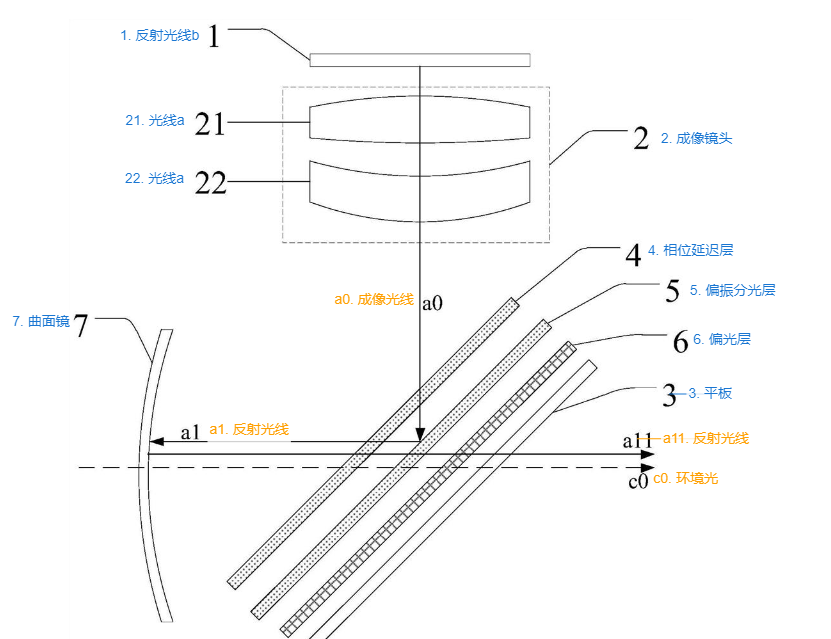 1. 反射光线b 1
21. 光线a 21
2 2. 成像镜头
22. 光线a 22
4 4. 相位延迟层
5 5. 偏振分光层
a0. 成像光线 a0
7. 曲面镜 7
6 6. 偏光层
3 3. 平板
a1 a1. 反射光线
a11 a11. 反射光线
c0 c0. 环境光